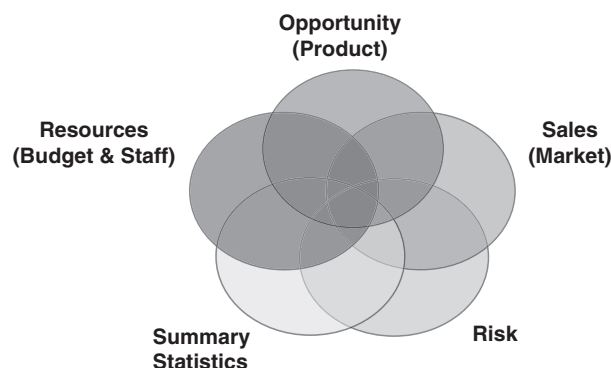 Opportunity
(Product)
Resources
(Budget & Staff)
Sales
(Market)
Summary
Statistics
Risk